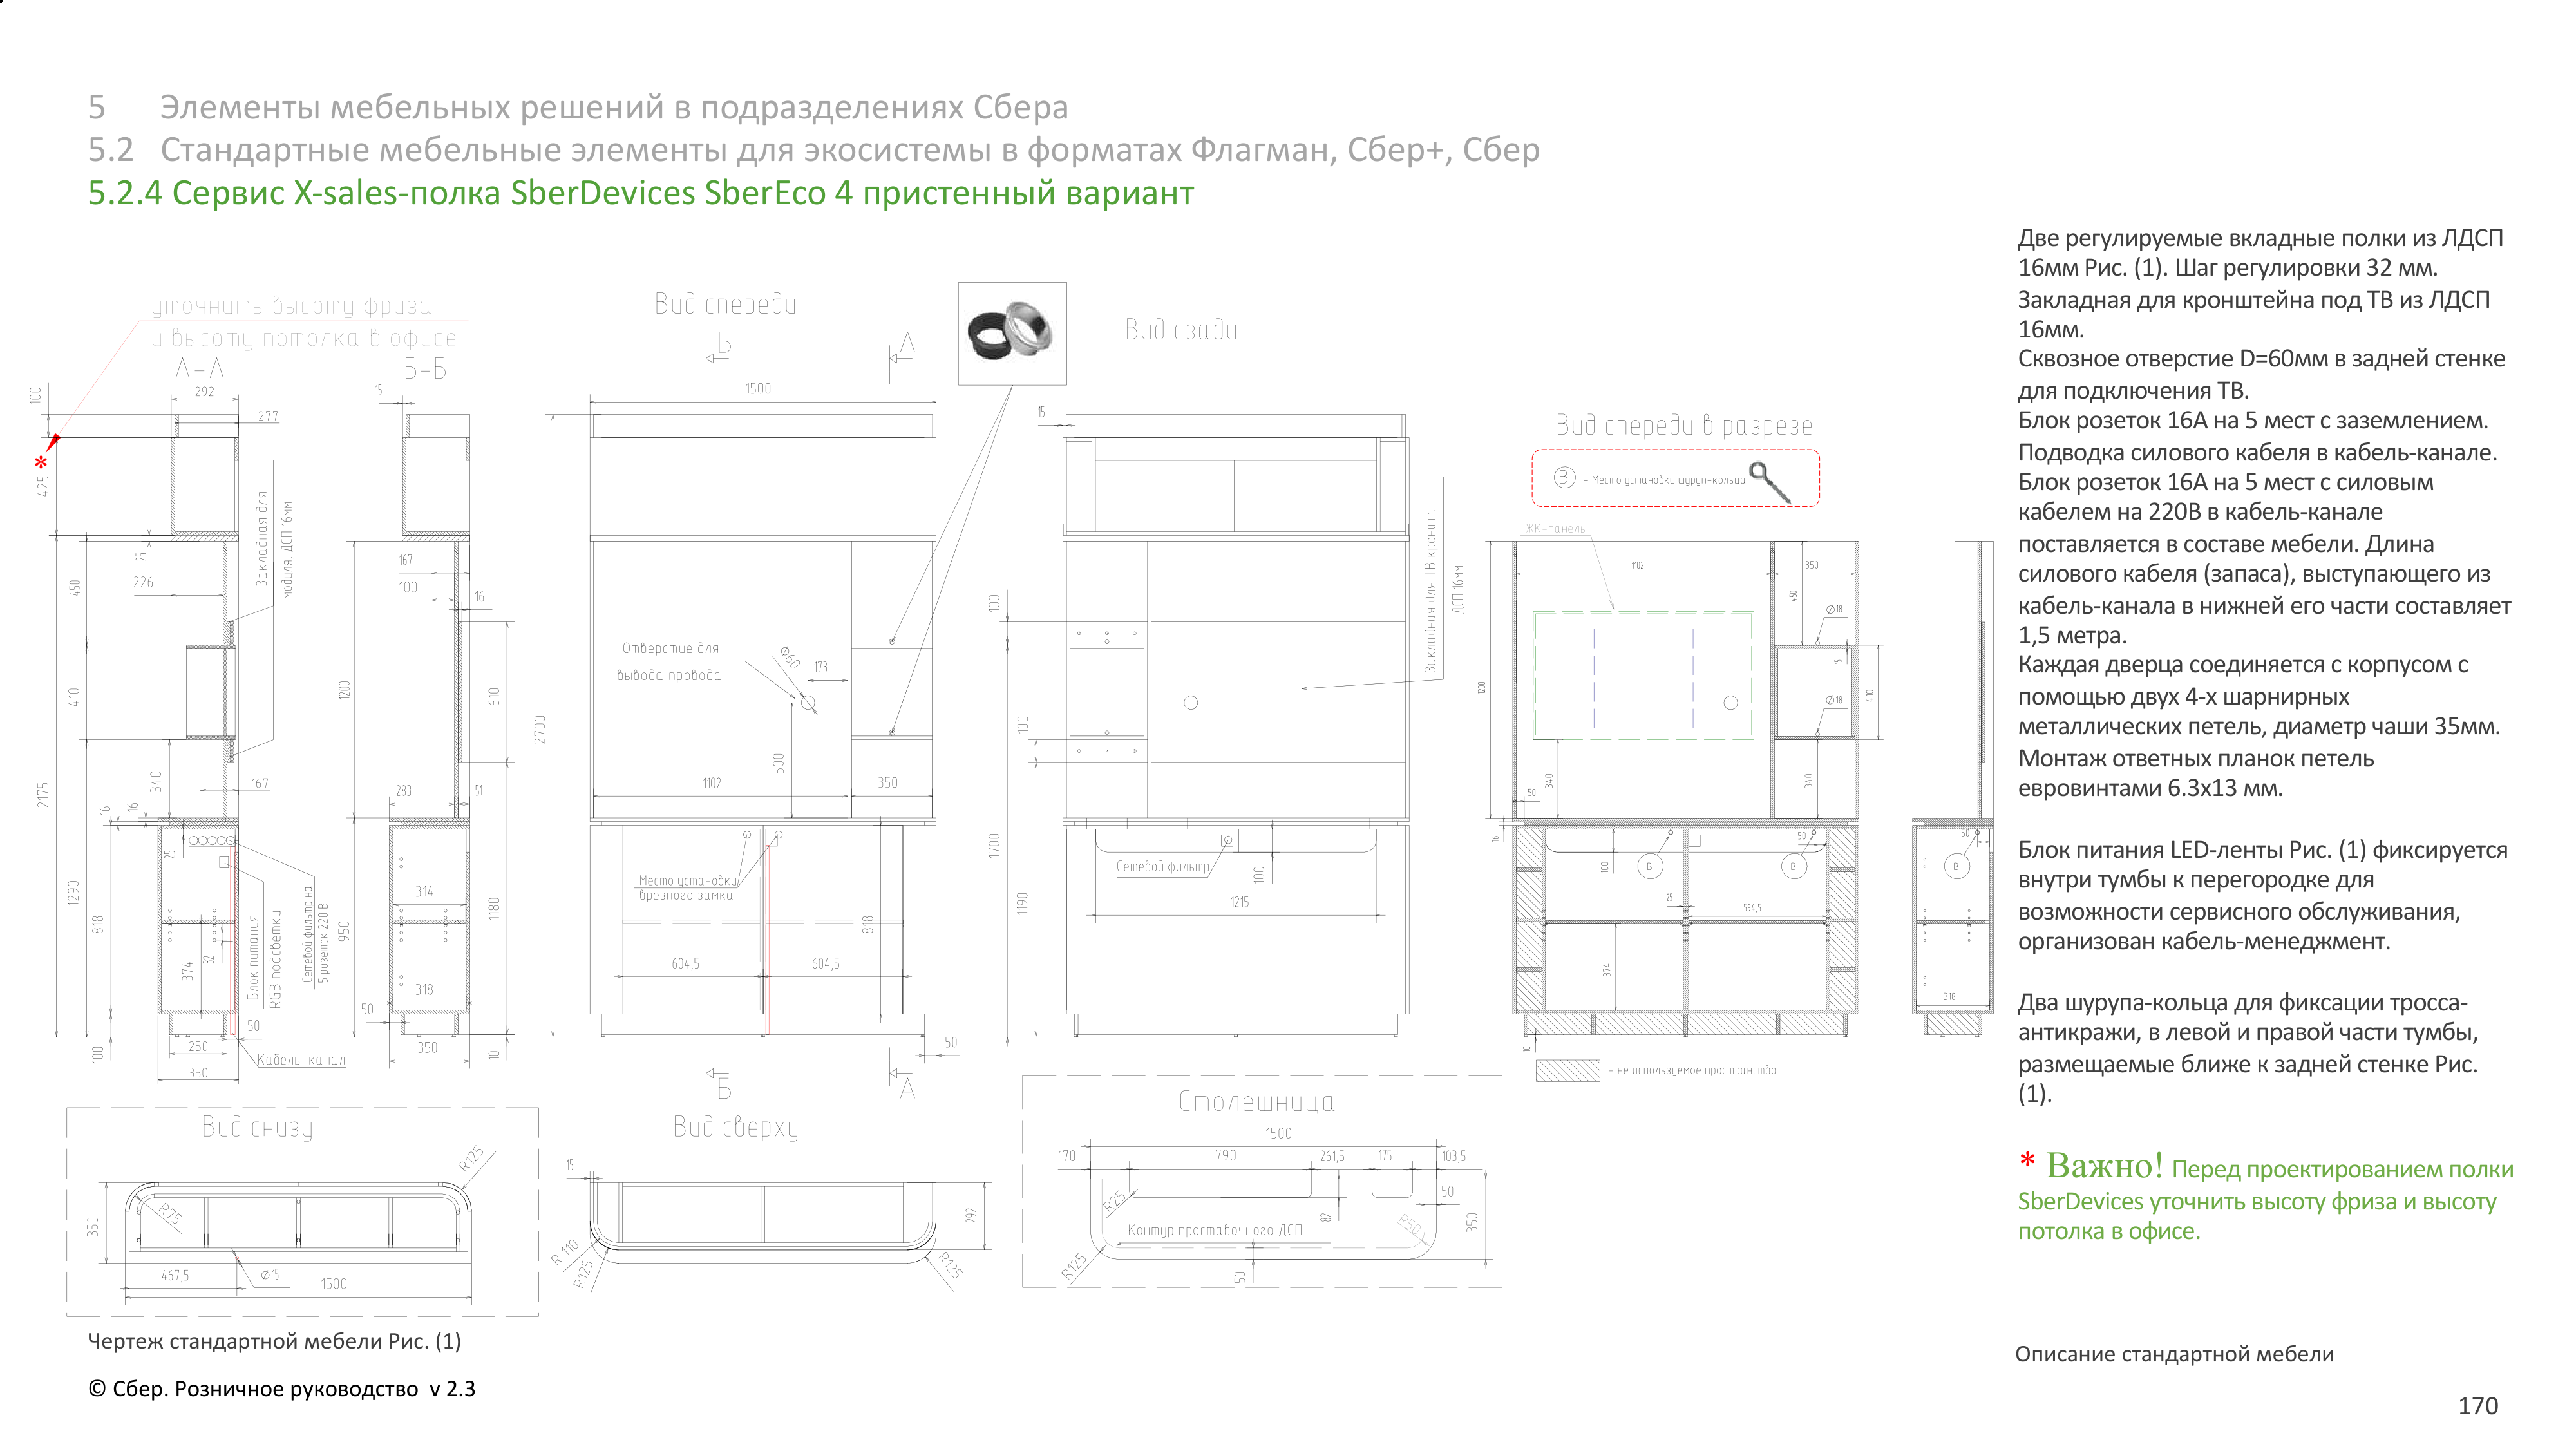 5 Элементы мебельных решений в подразделениях Сбера
5.2 Стандартные мебельные элементы для экосистемы в форматах Флагман, Сбер+, Сбер
5.2.4 Сервис X-sales-полка SberDevices SberEco 4 пристенный вариант
Две регулируемые вкладные полки из ЛДСП
16мм Рис. (1). Шаг регулировки 32 мм.
Закладная для кронштейна под ТВ из ЛДСП
16мм.
Сквозное отверстие D=60мм в задней стенке
для подключения ТВ.
Блок розеток 16А на 5 мест с заземлением.
Подводка силового кабеля в кабель-канале.
Блок розеток 16А на 5 мест с силовым
кабелем на 220В в кабель-канале
поставляется в составе мебели. Длина
силового кабеля (запаса), выступающего из
кабель-канала в нижней его части составляет
1,5 метра.
Каждая дверца соединяется с корпусом с
помощью двух 4-х шарнирных
металлических петель, диаметр чаши 35мм.
Монтаж ответных планок петель
евровинтами 6.3х13 мм.
Блок питания LED-ленты Рис. (1) фиксируется
внутри тумбы к перегородке для
возможности сервисного обслуживания,
организован кабель-менеджмент.
Два шурупа-кольца для фиксации тросса-
антикражи, в левой и правой части тумбы,
размещаемые ближе к задней стенке Рис.
(1).
* Важно! Перед проектированием полки
SberDevices уточнить высоту фриза и высоту
потолка в офисе.
Описание стандартной мебели
уточнить высоту фриза
и высоту потолка в офисе
А-А
292
277
100
*
425
Закладная для
модуля, ДСП 16мм
25
226
450
410
340
167
2175
16
16
25
1290
818
374
32
Блок питания
RGB подсветки
Сетевой фильтр на
5 розеток 220 В
50
100
250
350
Кабель-канал
Б-Б
15
167
100
16
1200
610
283
51
314
950
1180
318
50
350
10
Вид спереди
Б
А
1500
2700
Отверстие для
вывода провода
Ф60
173
500
1102
350
Место установки
врезного замка
818
604,5
604,5
50
Б
А
Вид сзади
15
Закладная для ТВ кроншт.
ДСП 16мм
100
100
1700
1190
Сетевой фильтр
100
1215
Вид спереди в разрезе
В - Место установки шуруп-кольца
ЖК-панель
1102
350
450
Ø18
15
1200
410
Ø18
340
340
50
16
50
50
100
В
В
В
25
594,5
374
318
10
- не используемое пространство
Вид снизу
R125
R75
350
467,5
Ø15
1500
Вид сверху
15
292
R 110
R125
R125
Столешница
1500
170
790
261,5
175
103,5
R25
50
82
R50
350
Контур проставочного ДСП
R125
50
Чертеж стандартной мебели Рис. (1)
© Сбер. Розничное руководство v 2.3
170